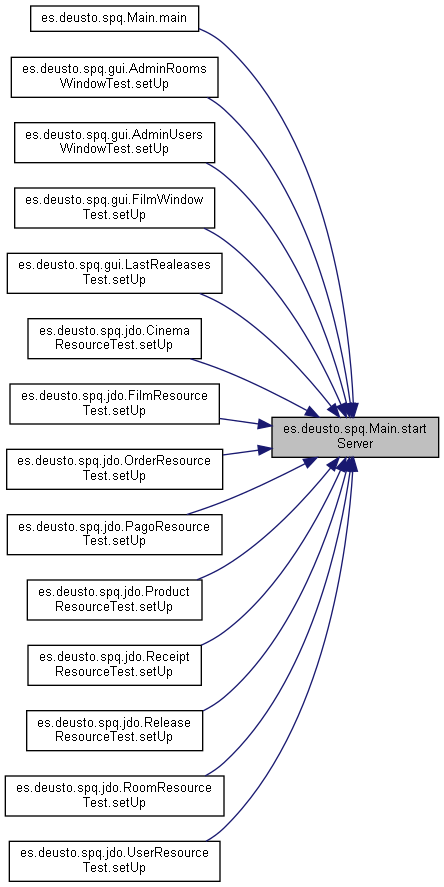 es.deusto.spq.Main.main
es.deusto.spq.gui.AdminRooms
WindowTest.setUp
es.deusto.spq.gui.AdminUsers
WindowTest.setUp
es.deusto.spq.gui.FilmWindow
Test.setUp
es.deusto.spq.gui.LastRealeases
Test.setUp
es.deusto.spq.jdo.Cinema
ResourceTest.setUp
es.deusto.spq.jdo.FilmResource
Test.setUp
es.deusto.spq.Main.start
Server
es.deusto.spq.jdo.OrderResource
Test.setUp
es.deusto.spq.jdo.PagoResource
Test.setUp
es.deusto.spq.jdo.Product
ResourceTest.setUp
es.deusto.spq.jdo.Receipt
ResourceTest.setUp
es.deusto.spq.jdo.Release
ResourceTest.setUp
es.deusto.spq.jdo.RoomResource
Test.setUp
es.deusto.spq.jdo.UserResource
Test.setUp